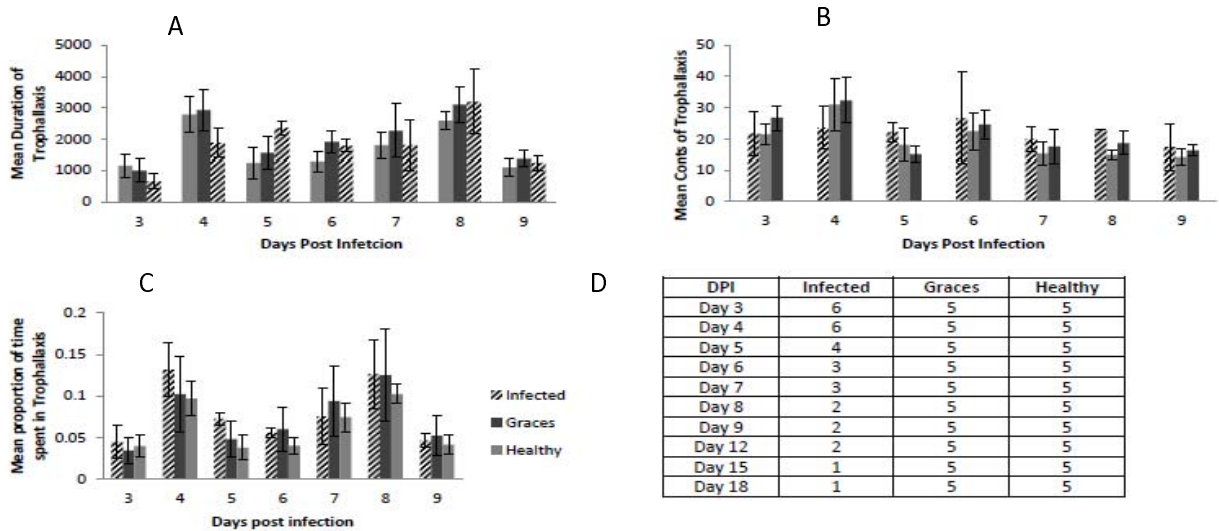 A
Mean Duration of
Trophallaxis
5000
4000
3000
2000
1000
0
3 4 5 6 7 8 9
Days Post Infetcion
B
Mean Conts of Trophallaxis
50
40
30
20
10
0
3 4 5 6 7 8 9
Days Post Infection
C
Mean proportion of time
spent in Trophallaxis
0.2
0.15
0.1
0.05
0
3 4 5 6 7 8 9
Days post infection
Infected
Graces
Healthy
D
DPI Infected Graces Healthy
Day 3 6 5 5
Day 4 6 5 5
Day 5 4 5 5
Day 6 3 5 5
Day 7 3 5 5
Day 8 2 5 5
Day 9 2 5 5
Day 12 2 5 5
Day 15 1 5 5
Day 18 1 5 5